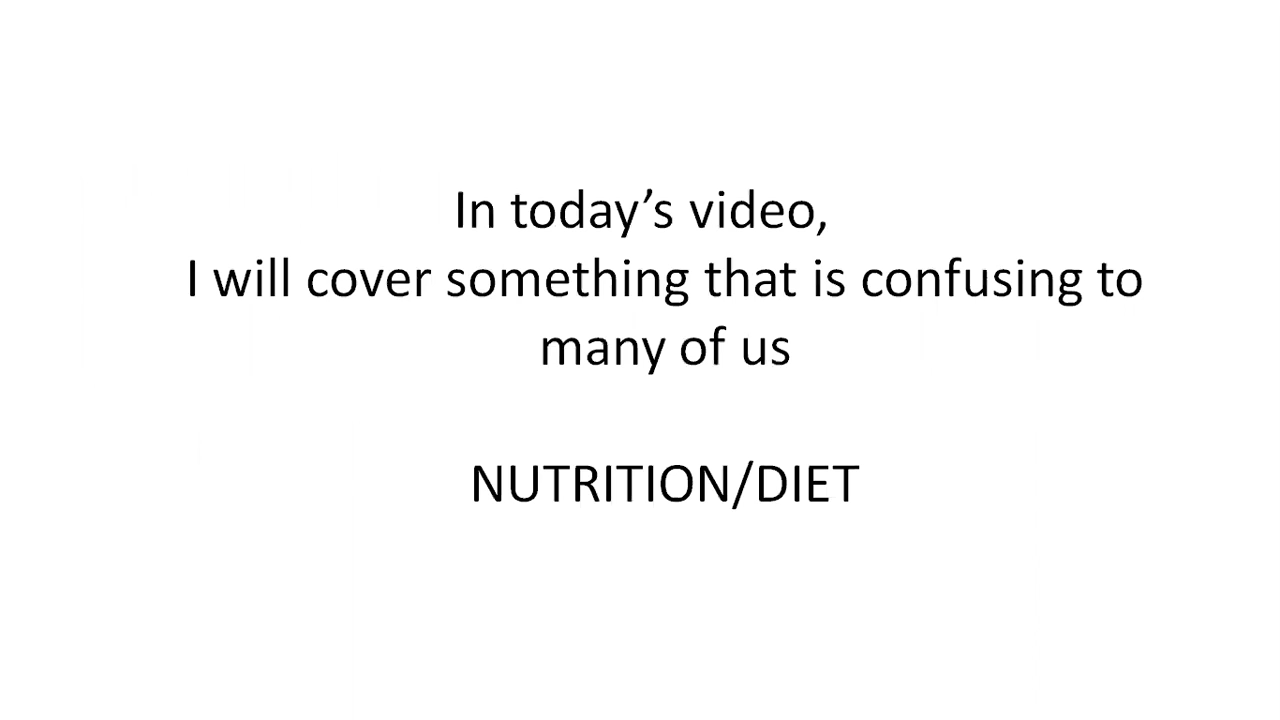 In today’s video,
I will cover something that is confusing to
many of us
NUTRITION/DIET